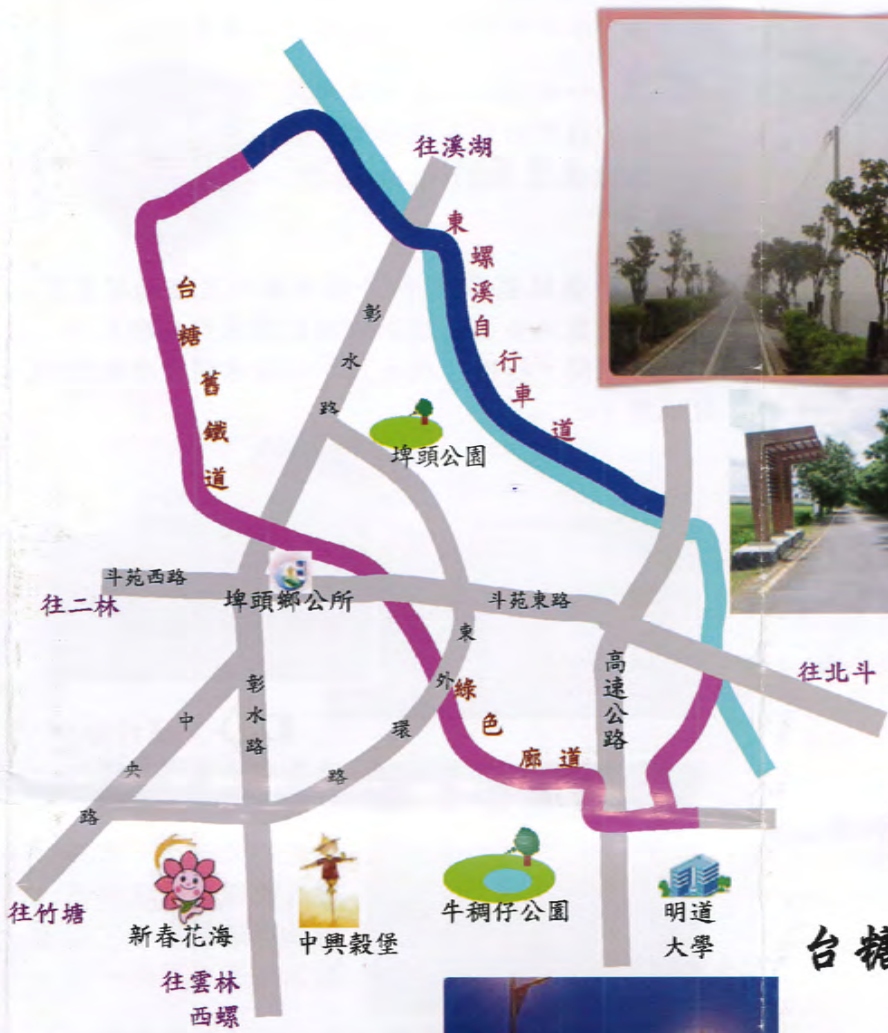 往溪湖
東螺溪自行車道
台糖舊鐵道
彰水路
埤頭公園
斗苑西路
往二林
埤頭鄉公所
斗苑東路
往北斗
高速公路
東外環路
綠色廊道
彰水路
中央路
往竹塘
新春花海
中興穀堡
牛稠仔公園
明道
大學
往雲林
西螺
台糖